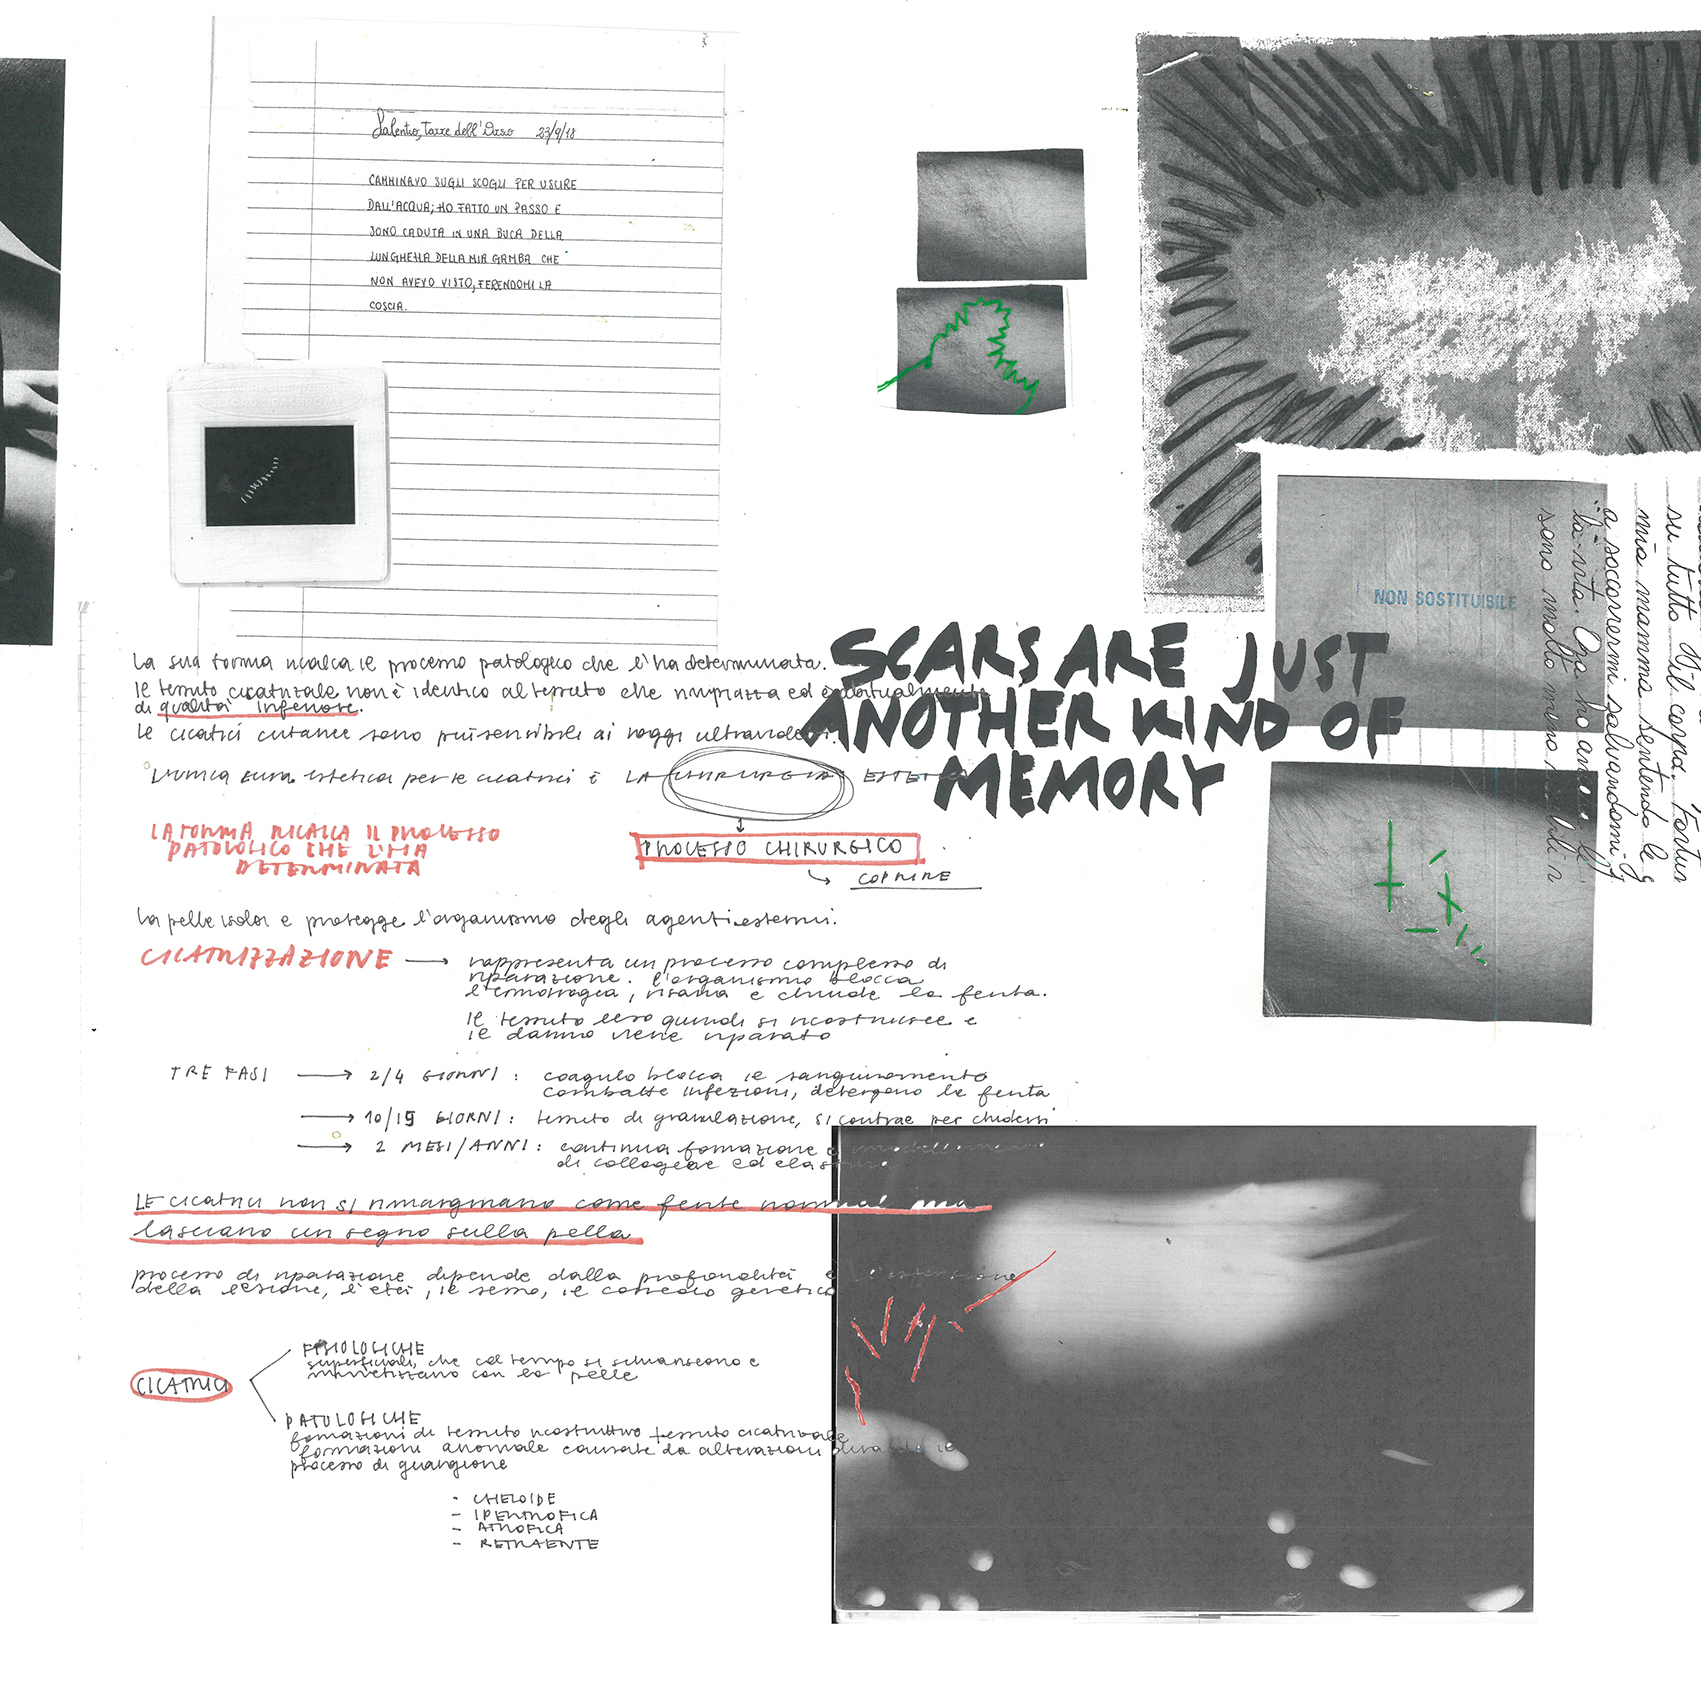 Salento, Torre dell'Orso 23/9/18
CAMMINAVO SUGLI SCOGLI PER USCIRE
DALL'ACQUA; HO FATTO UN PASSO E
SONO CADUTA IN UNA BUCA DELLA
LUNGHEZZA DELLA MIA GAMBA CHE
NON AVEVO VISTO, FERENDOMI LA
COSCIA.
ILFORD CIBACHROME
NON SOSTITUIBILE
su tutto il corpo.
mia mamma sentendo le
a soccorrermi salvandomi
la vita. Ora ho
sono molto meno
SCARS ARE JUST
ANOTHER KIND OF
MEMORY
La sua forma ricalca il processo patologico che l'ha determinata.
Il tessuto cicatriziale non è identico al tessuto che rimpiazza ed è abitualmente
di qualità inferiore.
Le cicatrici cutanee sono più sensibili ai raggi ultravioletti.
L'unica cura estetica per le cicatrici è LA CHIRURGIA ESTETICA
LA FORMA RICALCA IL PROCESSO
PATOLOGICO CHE L'HA
DETERMINATA
PROCESSO CHIRURGICO
COPRIRE
La pelle isola e protegge l'organismo degli agenti esterni.
CICATRIZZAZIONE → rappresenta un processo complesso di
riparazione. l'organismo blocca
l'emorragia, risana e chiude la ferita.
Il tessuto leso quindi si ricostruisce e
il danno viene riparato
TRE FASI → 2/4 GIORNI: coagulo blocca il sanguinamento
combatte infezioni, detergono la ferita
→ 10/15 GIORNI: tessuto di granulazione, si contrae per chiudersi
→ 2 MESI/ANNI: continua formazione e
di collagene ed elastina
LE cicatrici non si rimarginano come ferite normali ma
lasciano un segno sulla pelle
processo di riparazione dipende dalla profondità e l'estensione
della lesione, l'età, il sesso, il corredo genetico
CICATRICI
FISIOLOGICHE
superficiali, che col tempo si schiariscono e
mimetizzano con la pelle
PATOLOGICHE
formazioni di tessuto ricostruttivo tessuto cicatriziale
formazioni anomale causate da alterazioni durante il
processo di guarigione
- CHELOIDE
- IPERTROFICA
- ATROFICA
- RETRAENTE